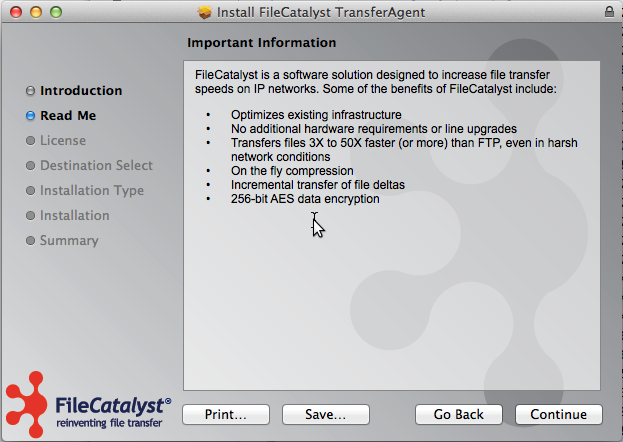 Install FileCatalyst TransferAgent
Important Information
Introduction
Read Me
License
Destination Select
Installation Type
Installation
Summary
FileCatalyst is a software solution designed to increase file transfer
speeds on IP networks. Some of the benefits of FileCatalyst include:
• Optimizes existing infrastructure
• No additional hardware requirements or line upgrades
• Transfers files 3X to 50X faster (or more) than FTP, even in harsh
network conditions
• On the fly compression
• Incremental transfer of file deltas
• 256-bit AES data encryption
FileCatalyst®
reinventing file transfer
Print...
Save...
Go Back
Continue